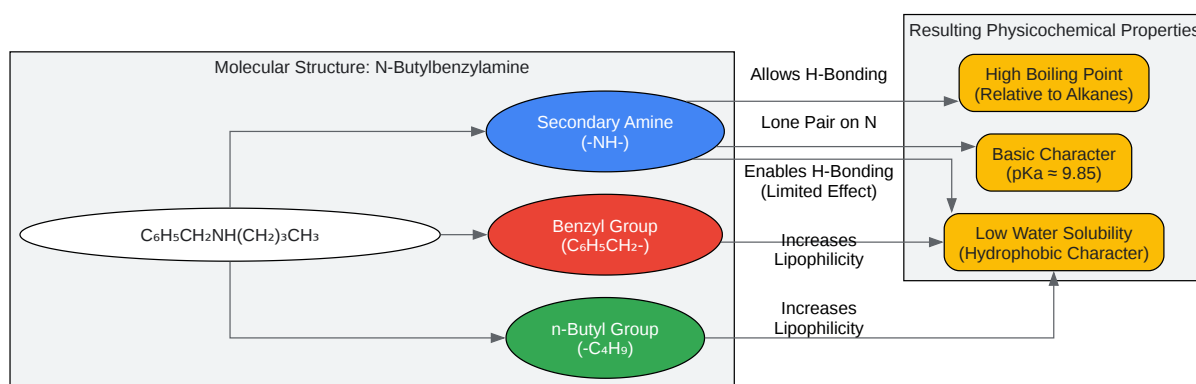 Molecular Structure: N-Butylbenzylamine
C₆H₅CH₂NH(CH₂)₃CH₃
Secondary Amine
(-NH-)
Benzyl Group
(C₆H₅CH₂-)
n-Butyl Group
(-C₄H₉)
Allows H-Bonding
Lone Pair on N
Enables H-Bonding
(Limited Effect)
Increases
Lipophilicity
Increases
Lipophilicity
Resulting Physicochemical Properties
High Boiling Point
(Relative to Alkanes)
Basic Character
(pKa ≈ 9.85)
Low Water Solubility
(Hydrophobic Character)